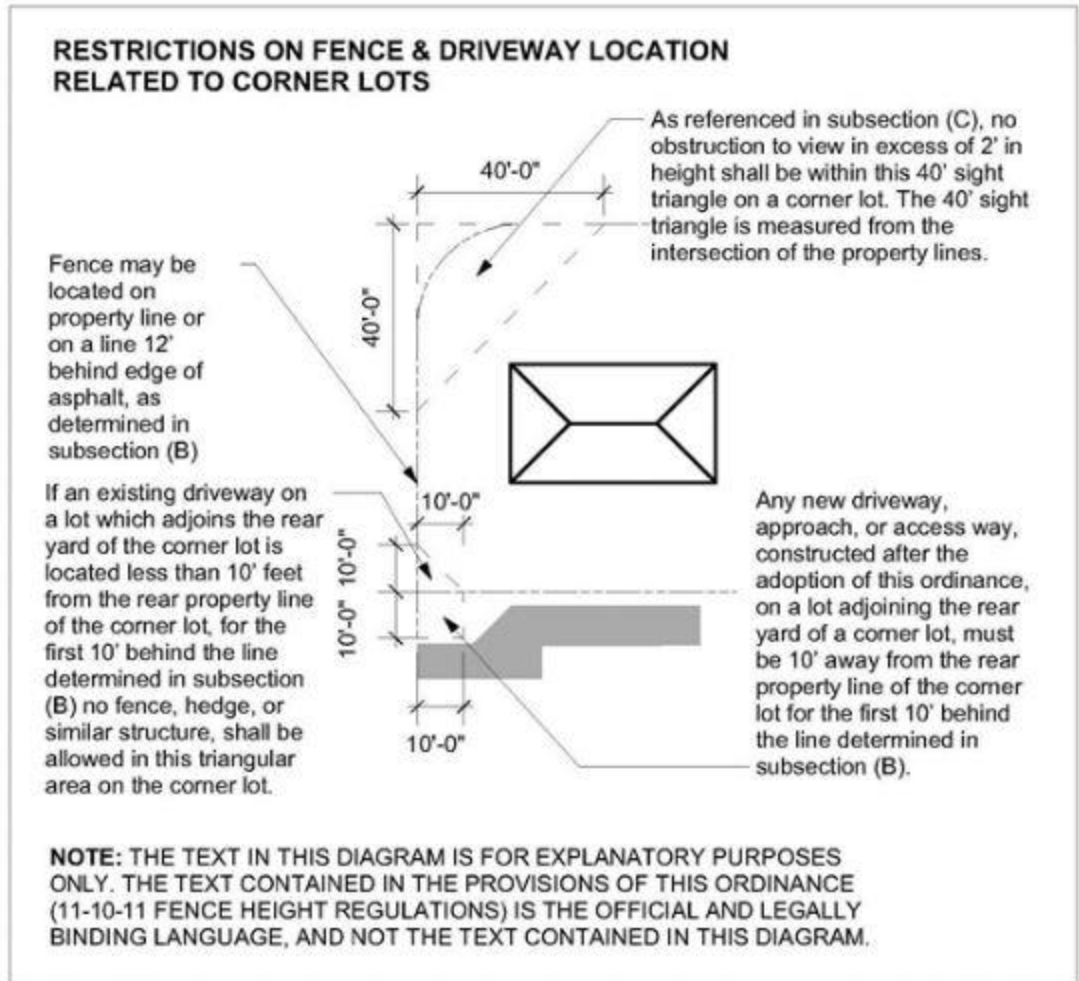 RESTRICTIONS ON FENCE & DRIVEWAY LOCATION
RELATED TO CORNER LOTS
As referenced in subsection (C), no
obstruction to view in excess of 2' in
height shall be within this 40' sight
triangle on a corner lot. The 40' sight
triangle is measured from the
intersection of the property lines.
40'-0"
40'-0"
Fence may be
located on
property line or
on a line 12'
behind edge of
asphalt, as
determined in
subsection (B)
If an existing driveway on
a lot which adjoins the rear
yard of the corner lot is
located less than 10' feet
from the rear property line
of the corner lot, for the
first 10' behind the line
determined in subsection
(B) no fence, hedge, or
similar structure, shall be
allowed in this triangular
area on the corner lot.
10'-0"
10'-0"
10'-0"
10'-0"
Any new driveway,
approach, or access way,
constructed after the
adoption of this ordinance,
on a lot adjoining the rear
yard of a corner lot, must
be 10' away from the rear
property line of the corner
lot for the first 10' behind
the line determined in
subsection (B).
NOTE: THE TEXT IN THIS DIAGRAM IS FOR EXPLANATORY PURPOSES
ONLY. THE TEXT CONTAINED IN THE PROVISIONS OF THIS ORDINANCE
(11-10-11 FENCE HEIGHT REGULATIONS) IS THE OFFICIAL AND LEGALLY
BINDING LANGUAGE, AND NOT THE TEXT CONTAINED IN THIS DIAGRAM.